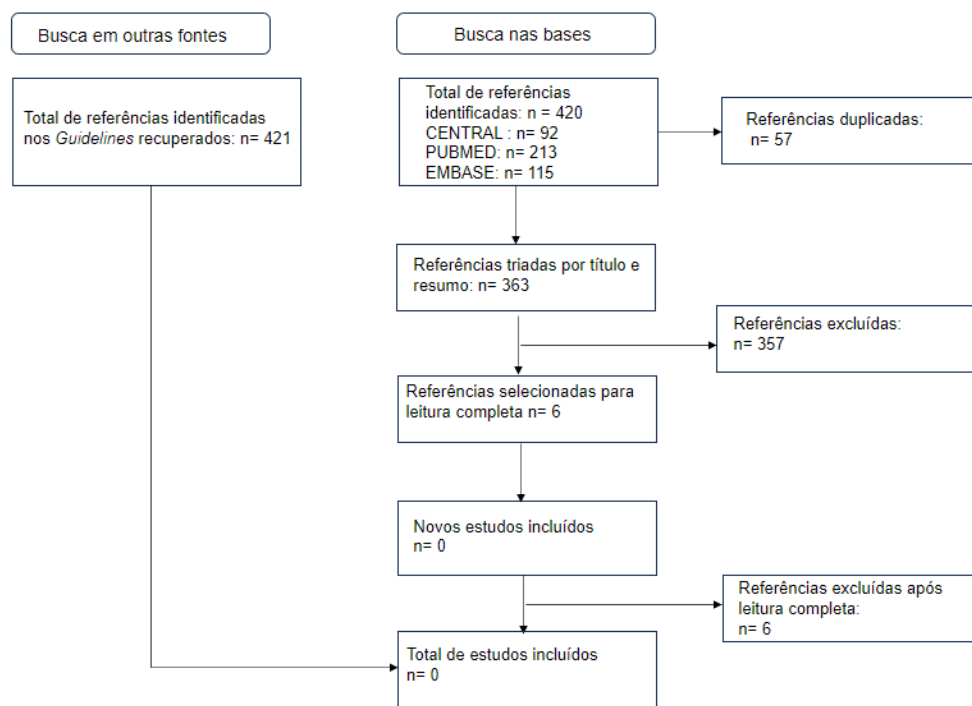 Busca em outras fontes
Busca nas bases
Total de referências identificadas
nos Guidelines recuperados: n= 421
Total de referências
identificadas: n = 420
CENTRAL : n= 92
PUBMED: n= 213
EMBASE: n= 115
Referências duplicadas:
n= 57
Referências triadas por título e
resumo: n= 363
Referências excluídas:
n= 357
Referências selecionadas para
leitura completa n= 6
Novos estudos incluídos
n= 0
Referências excluídas após
leitura completa:
n= 6
Total de estudos incluídos
n= 0